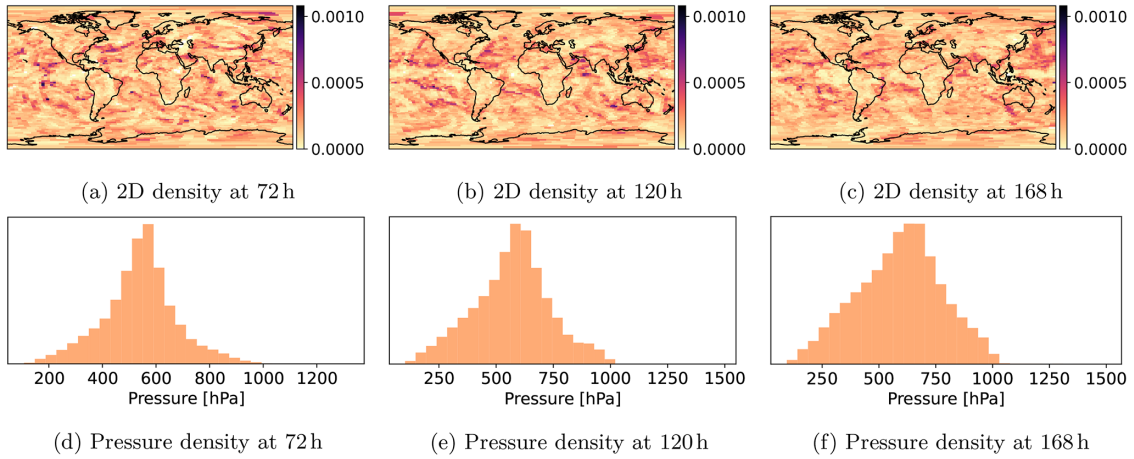 0.0010
0.0005
0.0000
0.0010
0.0005
0.0000
0.0010
0.0005
0.0000
(a) 2D density at 72 h
(b) 2D density at 120 h
(c) 2D density at 168 h
200 400 600 800 1000 1200
Pressure [hPa]
250 500 750 1000 1250 1500
Pressure [hPa]
250 500 750 1000 1250 1500
Pressure [hPa]
(d) Pressure density at 72 h
(e) Pressure density at 120 h
(f) Pressure density at 168 h